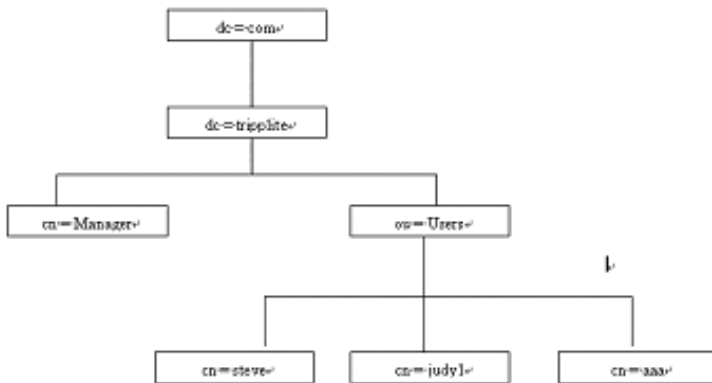 dc=com
dc=tripplite
cn=Manager
ou=Users
cn=steve
cn=judy1
cn=aaa